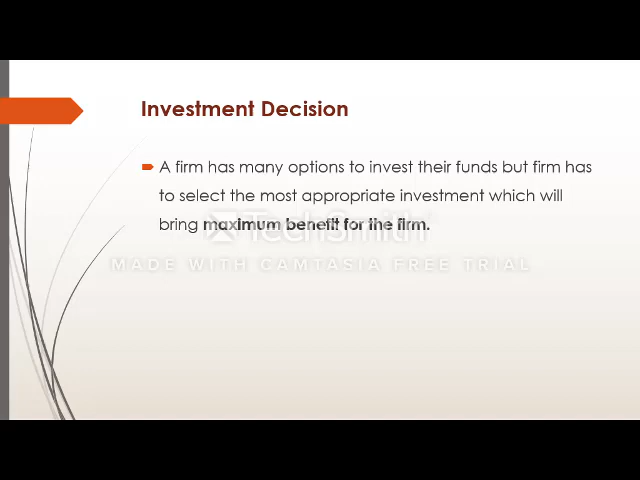 Investment Decision
A firm has many options to invest their funds but firm has
to select the most appropriate investment which will
bring maximum benefit for the firm.
TechSmith
MADE WITH CAMTASIA FREE TRIAL